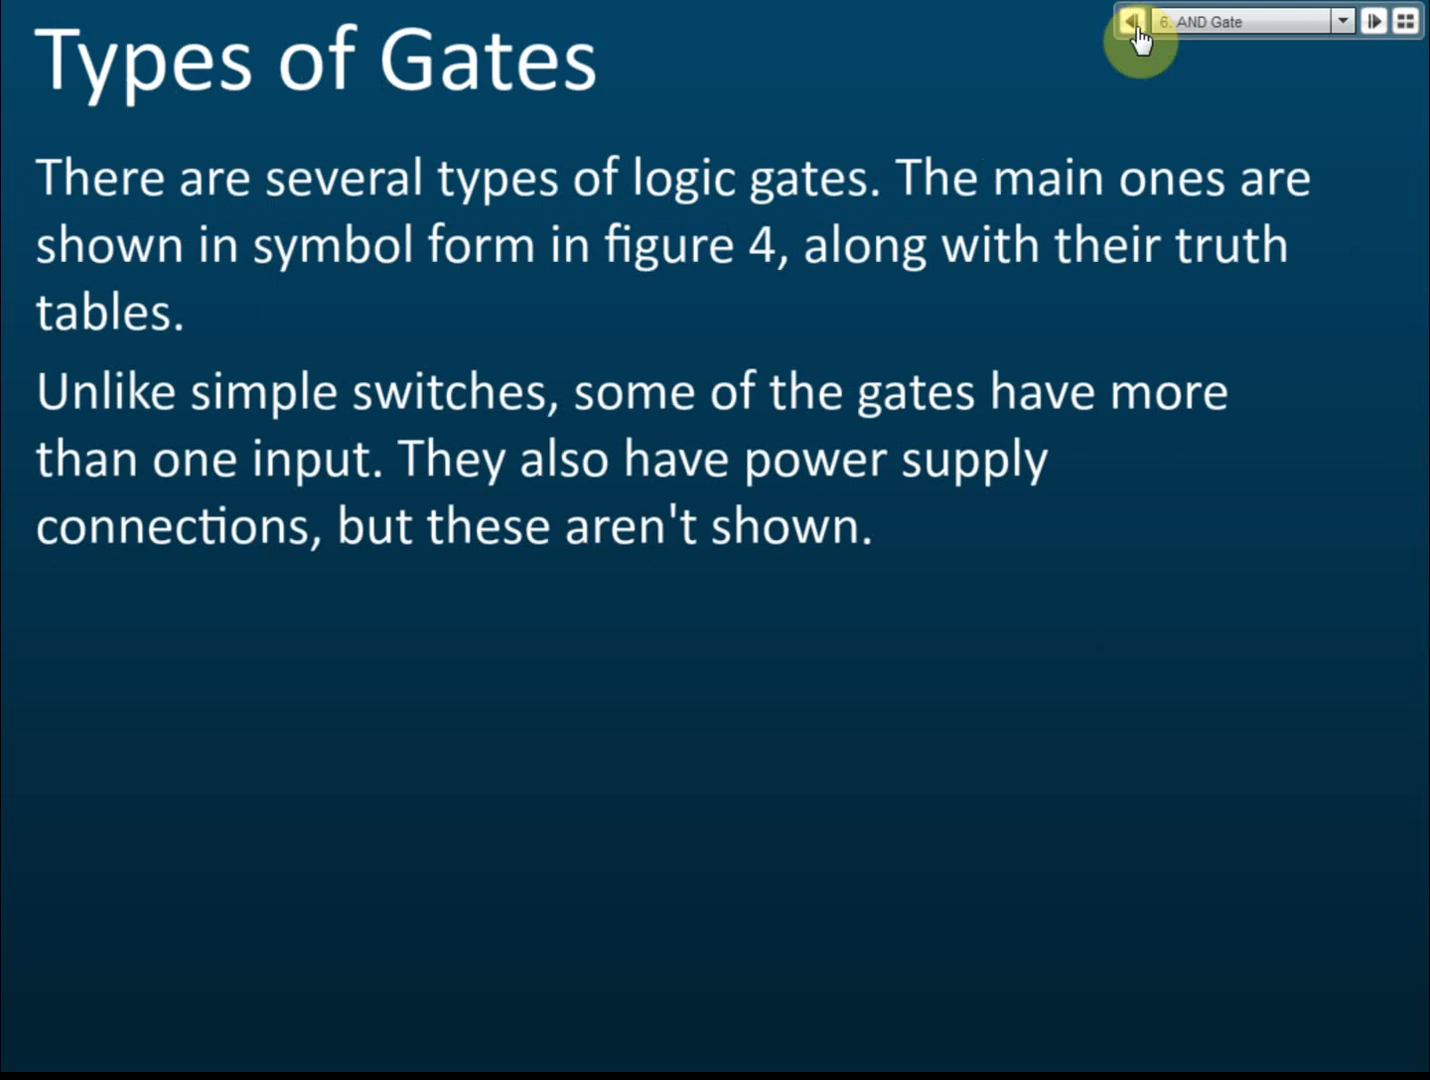 6. AND Gate
Types of Gates
There are several types of logic gates. The main ones are
shown in symbol form in figure 4, along with their truth
tables.
Unlike simple switches, some of the gates have more
than one input. They also have power supply
connections, but these aren't shown.